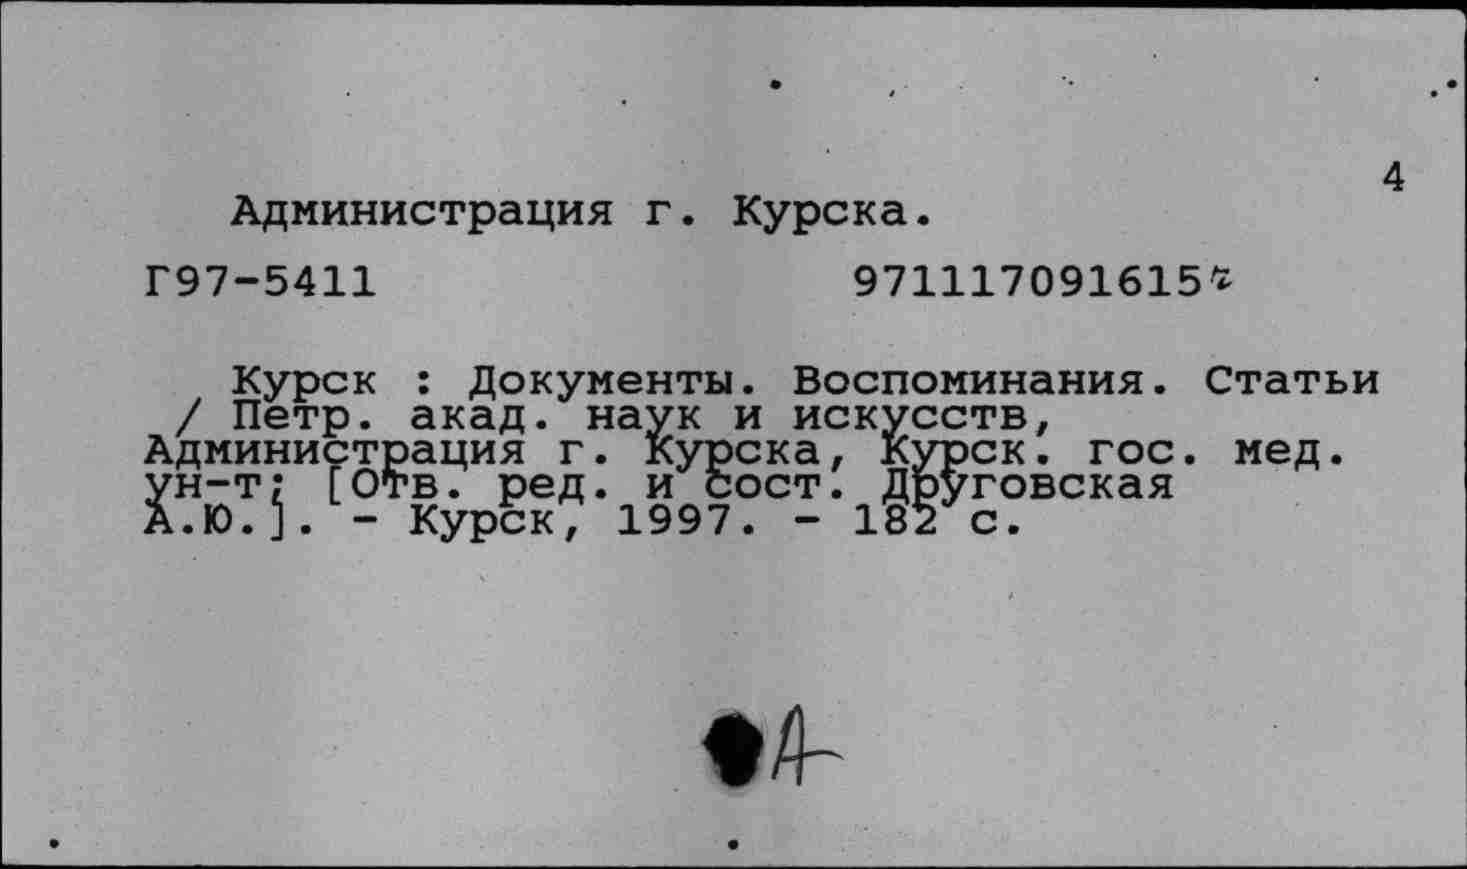 4
Администрация г. Курска.
Г97-5411 971117091615
Курск : Документы. Воспоминания. Статьи
/ Петр. акад. наук и искусств,
Администрация г. Курска, Курск. гос. мед.
ун-т; [Отв. ред. и сост. Друговская
А.Ю.]. - Курск, 1997. - 182 с.
А